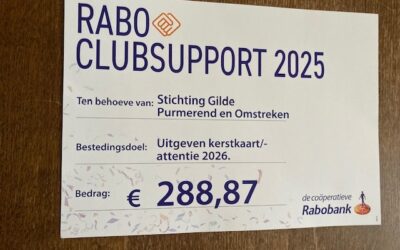 RABO
CLUBSUPPORT 2025
Ten behoeve van: Stichting Gilde
Purmerend en Omstreken
Bestedingsdoel: Uitgeven kerstkaart/-
attentie 2026.
Bedrag: € 288,87
de coöperatieve
Rabobank